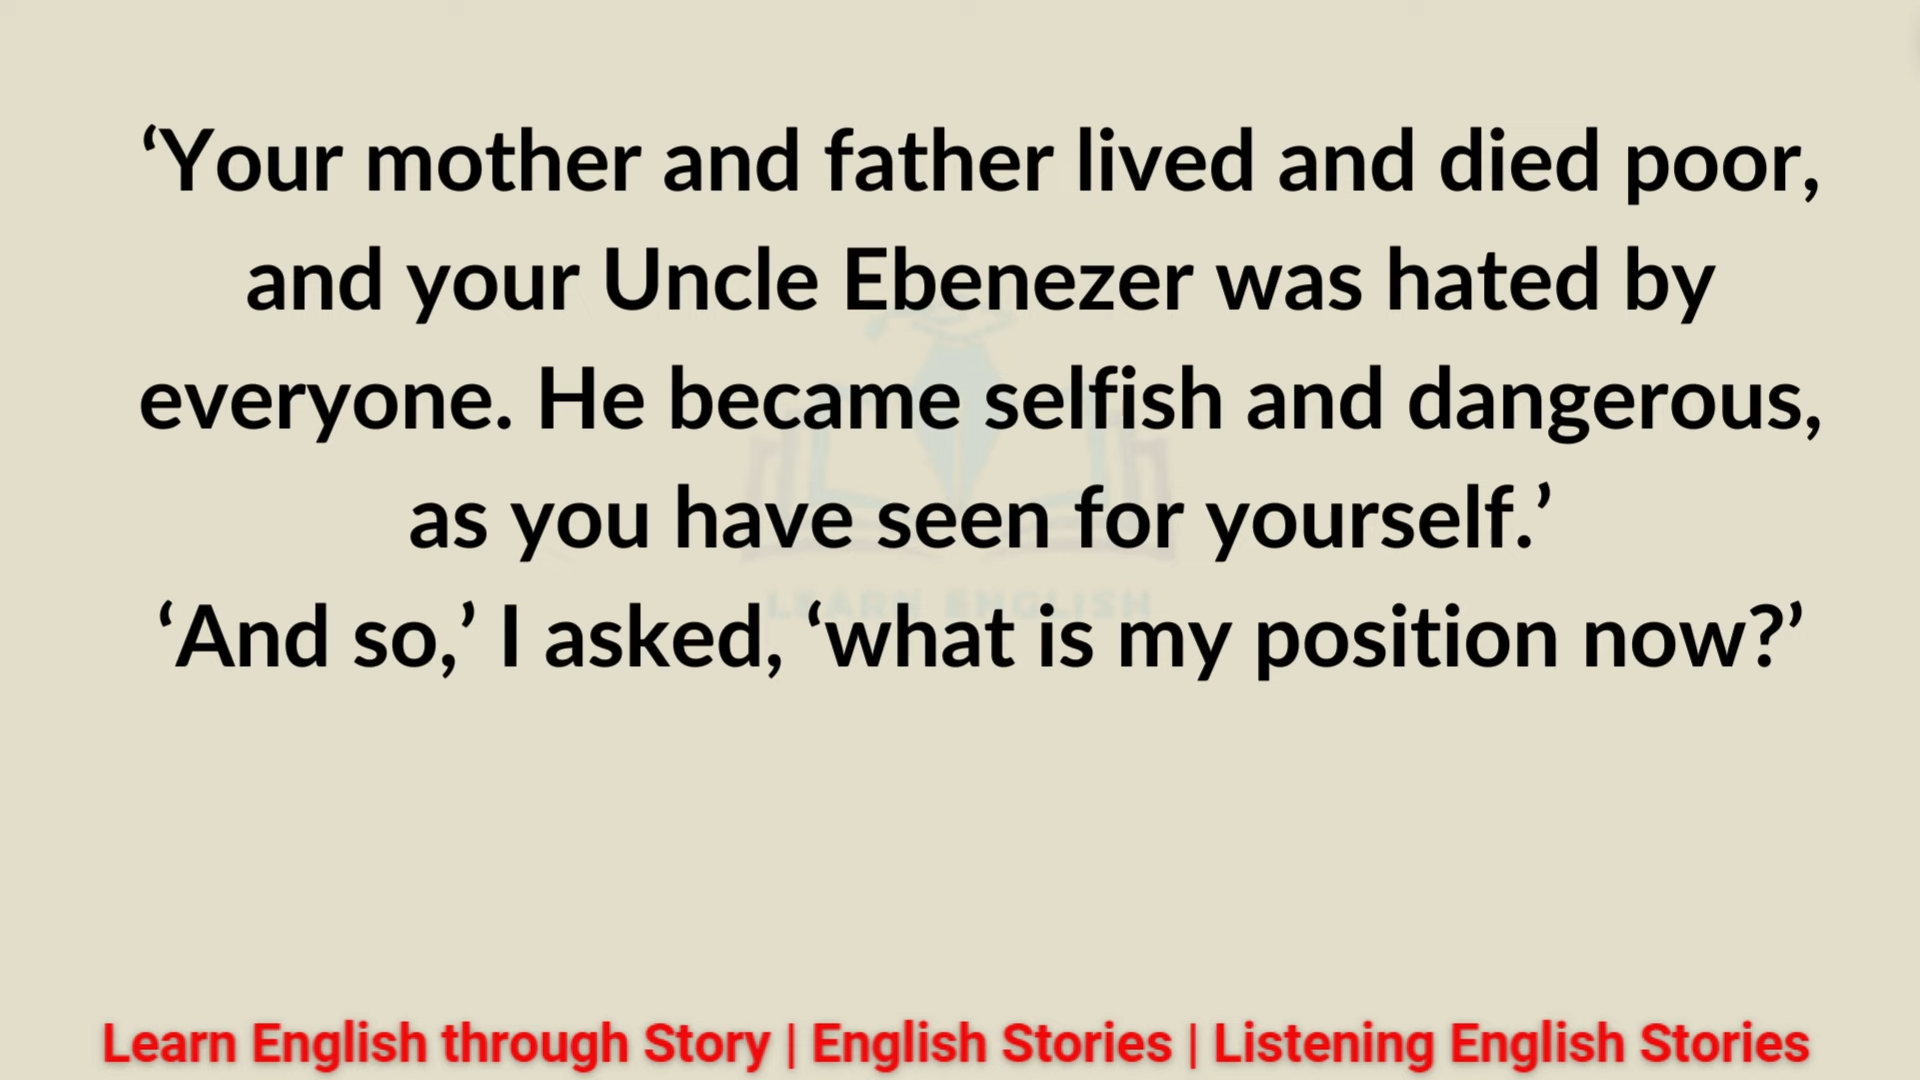 ‘Your mother and father lived and died poor,
and your Uncle Ebenezer was hated by
everyone. He became selfish and dangerous,
as you have seen for yourself.’
LEARN ENGLISH
‘And so,’ I asked, ‘what is my position now?’
Learn English through Story | English Stories | Listening English Stories